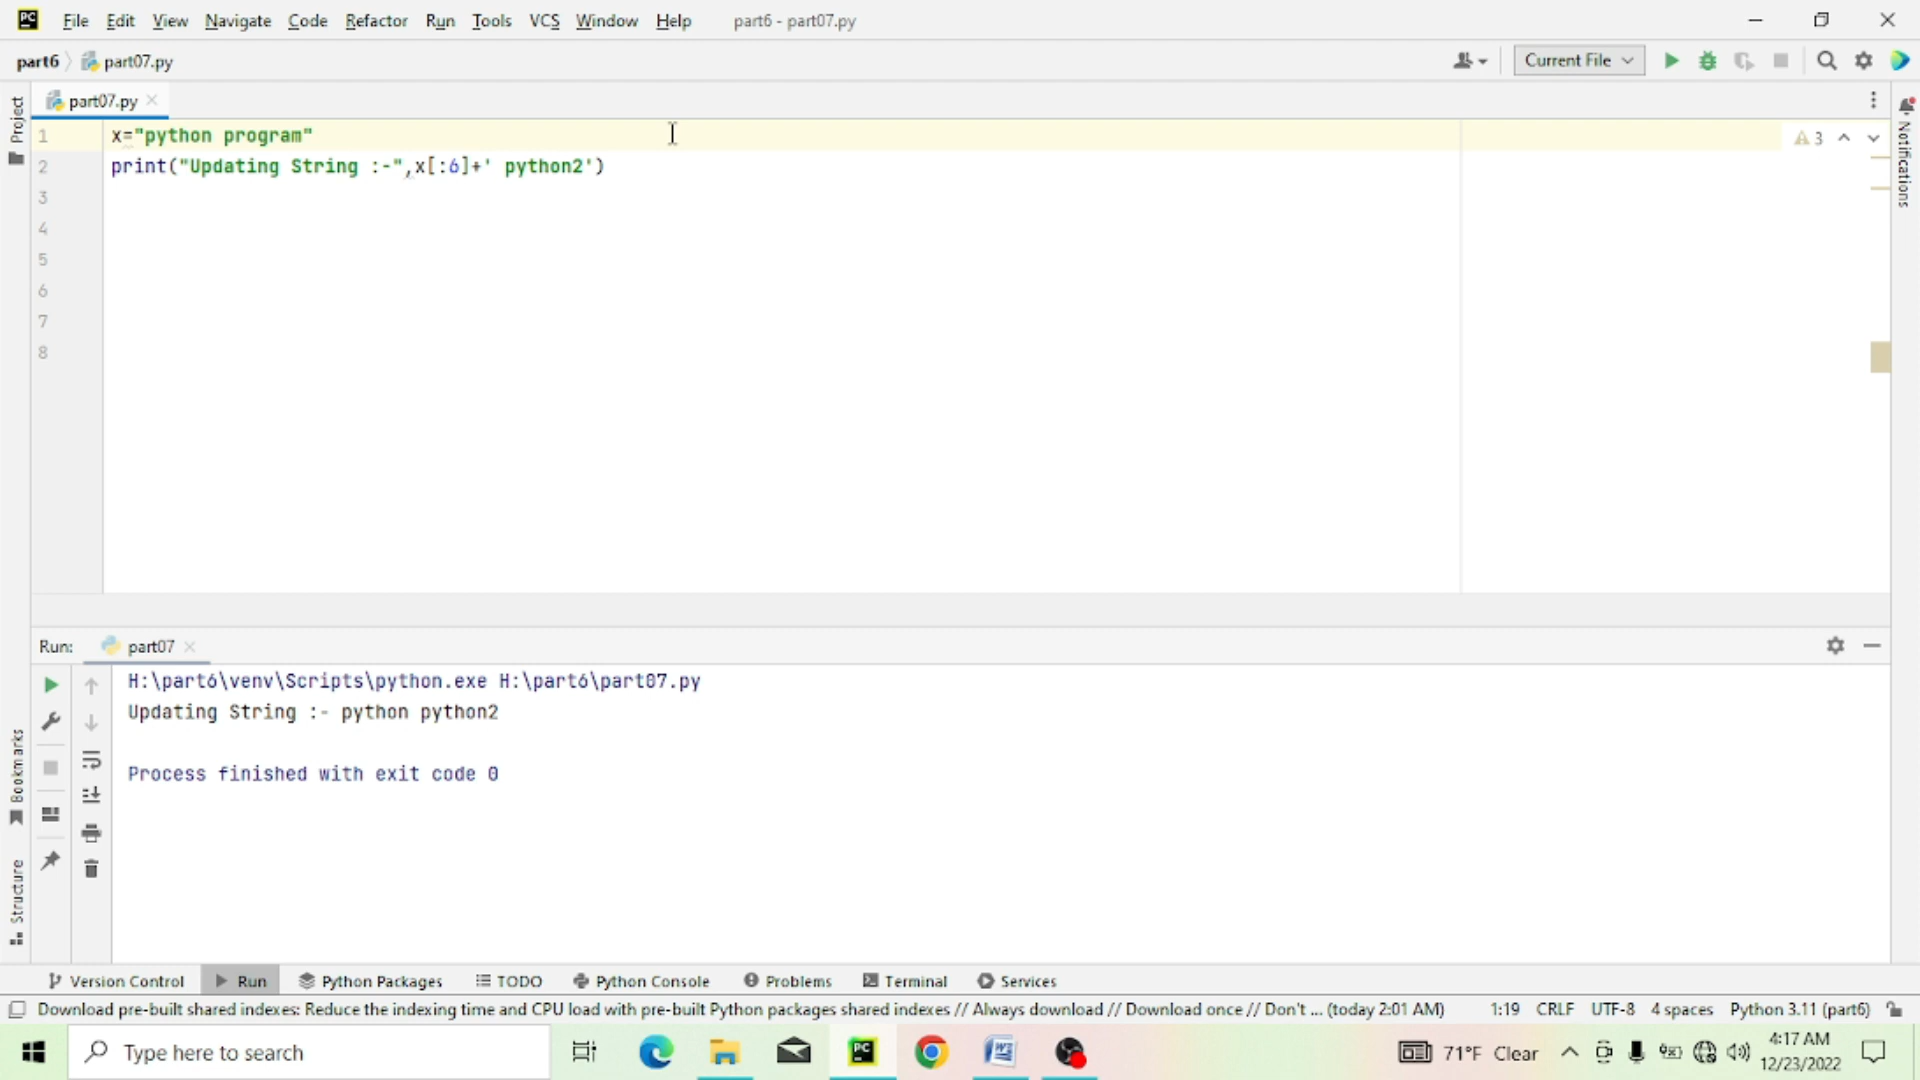 PC File Edit View Navigate Code Refactor Run Tools VCS Window Help part6 - part07.py
part6 part07.py Current File
part07.py
Project
Notifications
1 x="python program" 3
2 print("Updating String :-",x[:6]+' python2')
3
4
5
6
7
8
Run: part07
H:\part6\venv\Scripts\python.exe H:\part6\part07.py
Updating String :- python python2
Process finished with exit code 0
Bookmarks
Structure
Version Control Run Python Packages TODO Python Console Problems Terminal Services
Download pre-built shared indexes: Reduce the indexing time and CPU load with pre-built Python packages shared indexes // Always download // Download once // Don't ... (today 2:01 AM) 1:19 CRLF UTF-8 4 spaces Python 3.11 (part6)
Type here to search PC 71°F Clear 4:17 AM
12/23/2022